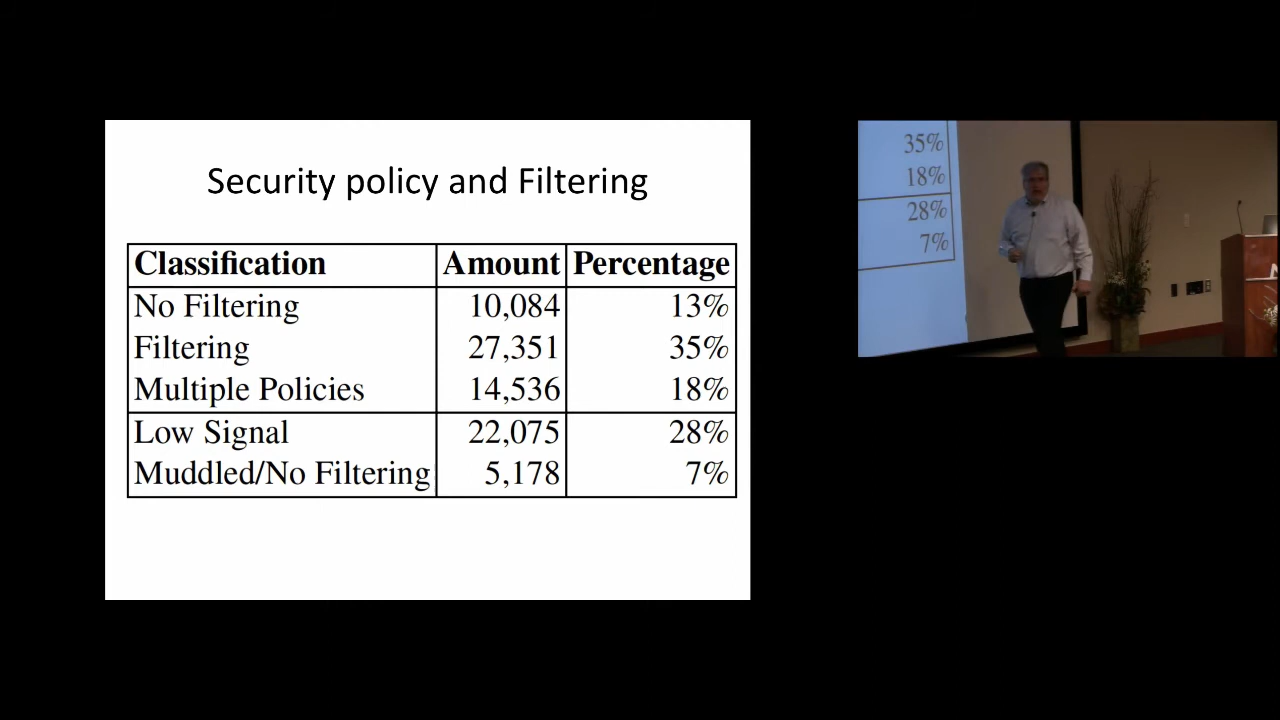 Security policy and Filtering
Classification Amount Percentage
No Filtering 10,084 13%
Filtering 27,351 35%
Multiple Policies 14,536 18%
Low Signal 22,075 28%
Muddled/No Filtering 5,178 7%
35%
18%
28%
7%